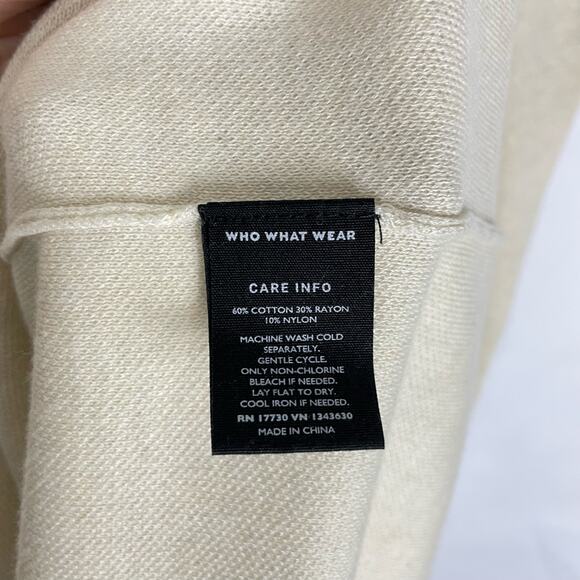 WHO WHAT WEAR
CARE INFO
60% COTTON 30% RAYON
10% NYLON
MACHINE WASH COLD
SEPARATELY.
GENTLE CYCLE.
ONLY NON-CHLORINE
BLEACH IF NEEDED.
LAY FLAT TO DRY.
COOL IRON IF NEEDED.
RN 17730 VN 1343630
MADE IN CHINA